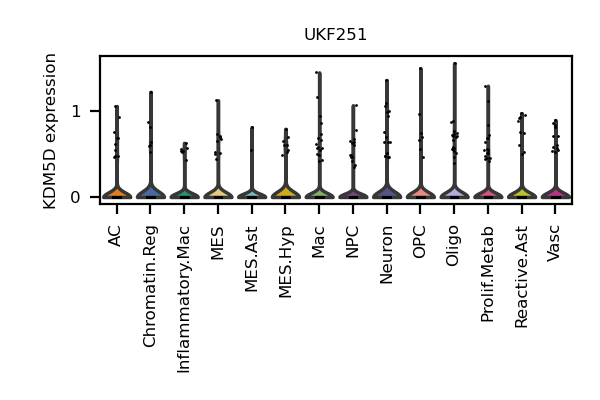 UKF251
KDM5D expression
1
0
AC
Chromatin.Reg
Inflammatory.Mac
MES
MES.Ast
MES.Hyp
Mac
NPC
Neuron
OPC
Oligo
Prolif.Metab
Reactive.Ast
Vasc